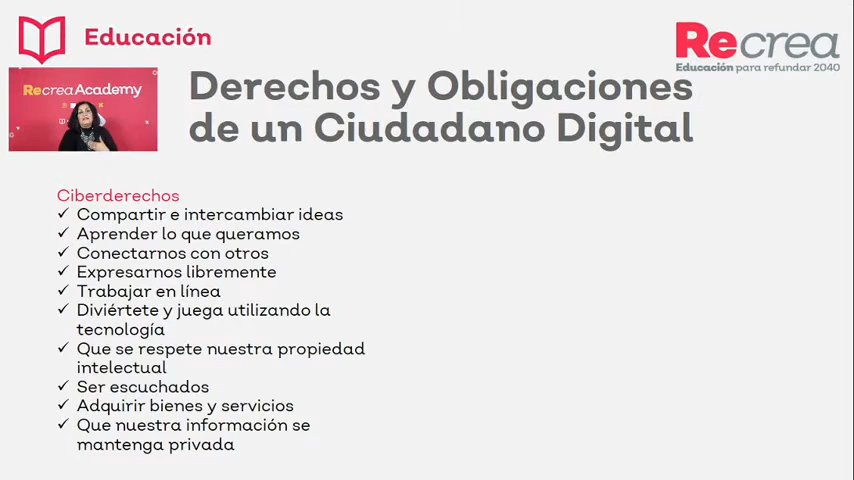 Educación
Recrea
Educación para refundar 2040
Recrea Academy
Derechos y Obligaciones
de un Ciudadano Digital
Ciberderechos
✓ Compartir e intercambiar ideas
✓ Aprender lo que queramos
✓ Conectarnos con otros
✓ Expresarnos libremente
✓ Trabajar en línea
✓ Diviértete y juega utilizando la
tecnología
✓ Que se respete nuestra propiedad
intelectual
✓ Ser escuchados
✓ Adquirir bienes y servicios
✓ Que nuestra información se
mantenga privada